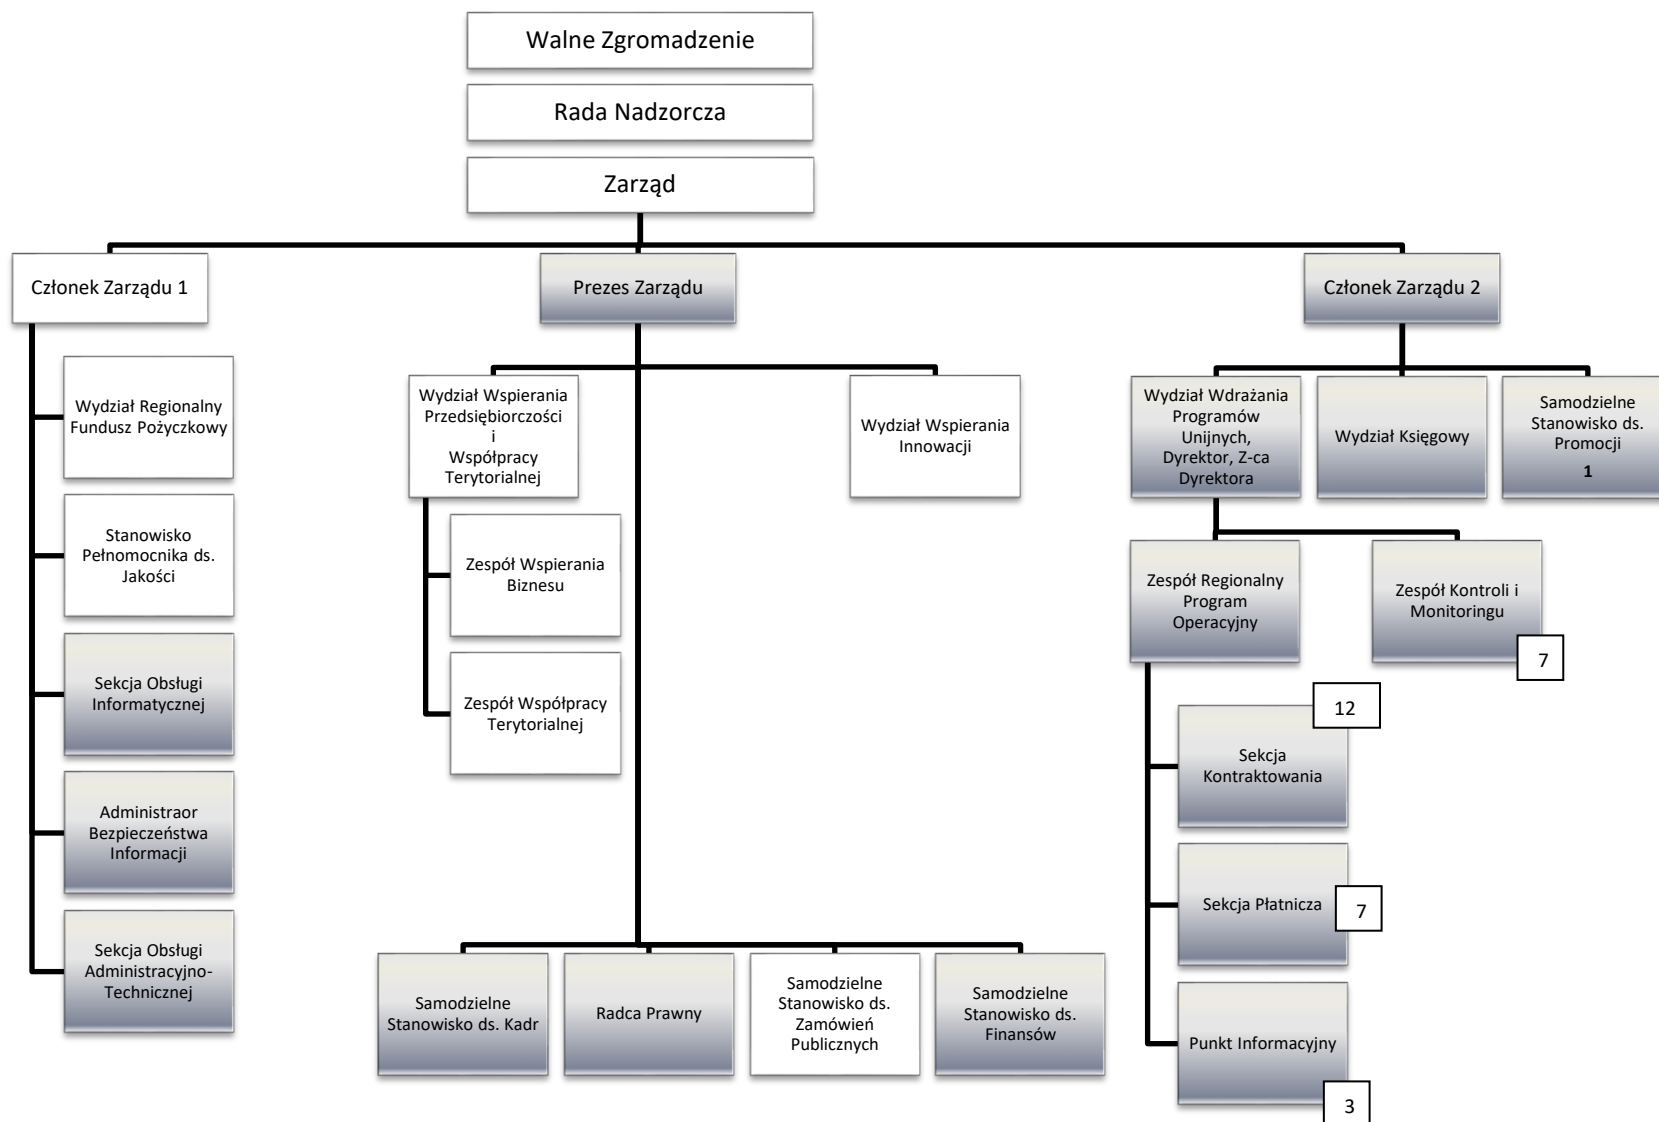 Walne Zgromadzenie
Rada Nadzorcza
Zarząd
Członek Zarządu 1
Prezes Zarządu
Członek Zarządu 2
Wydział Regionalny
Fundusz Pożyczkowy
Stanowisko
Pełnomocnika ds.
Jakości
Sekcja Obsługi
Informatycznej
Administraor
Bezpieczeństwa
Informacji
Sekcja Obsługi
Administracyjno-
Technicznej
Wydział Wspierania
Przedsiębiorczości
i
Współpracy
Terytorialnej
Zespół Wspierania
Biznesu
Zespół Współpracy
Terytorialnej
Wydział Wspierania
Innowacji
Samodzielne
Stanowisko ds. Kadr
Radca Prawny
Samodzielne
Stanowisko ds.
Zamówień
Publicznych
Samodzielne
Stanowisko ds.
Finansów
Wydział Wdrażania
Programów
Unijnych,
Dyrektor, Z-ca
Dyrektora
Wydział Księgowy
Samodzielne
Stanowisko ds.
Promocji
1
Zespół Regionalny
Program
Operacyjny
Zespół Kontroli i
Monitoringu
7
12
Sekcja
Kontraktowania
Sekcja Płatnicza
7
Punkt Informacyjny
3